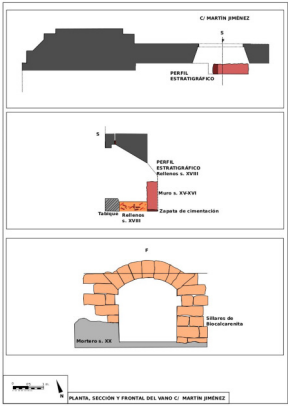 C/ MARTÍN JIMÉNEZ
S
PERFIL
ESTRATIGRÁFICO
S
PERFIL
ESTRATIGRÁFICO
Rellenos s. XVIII
Muro s. XV-XVI
Zapata de cimentación
Tabique
Rellenos
s. XVIII
F
Sillares de
Biocalcarenita
Mortero s. XX
N
PLANTA, SECCIÓN Y FRONTAL DEL VANO C/ MARTÍN JIMÉNEZ